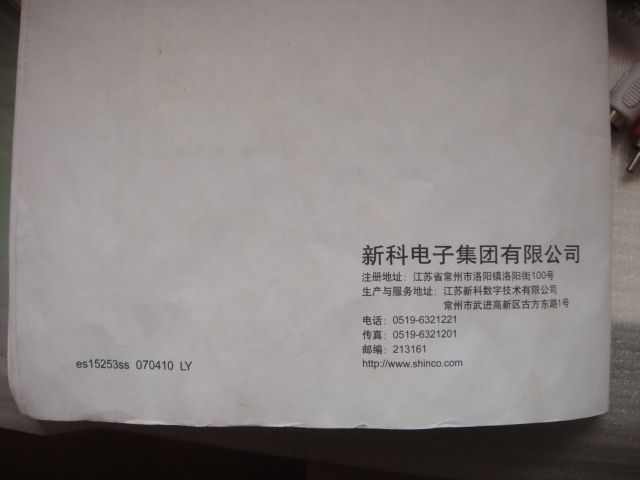 新科电子集团有限公司
注册地址：江苏省常州市洛阳镇洛阳街100号
生产与服务地址：江苏新科数字技术有限公司
常州市武进高新区古方东路1号
电话：0519-6321221
传真：0519-6321201
邮编：213161
http://www.shinco.com
es15253ss 070410 LY